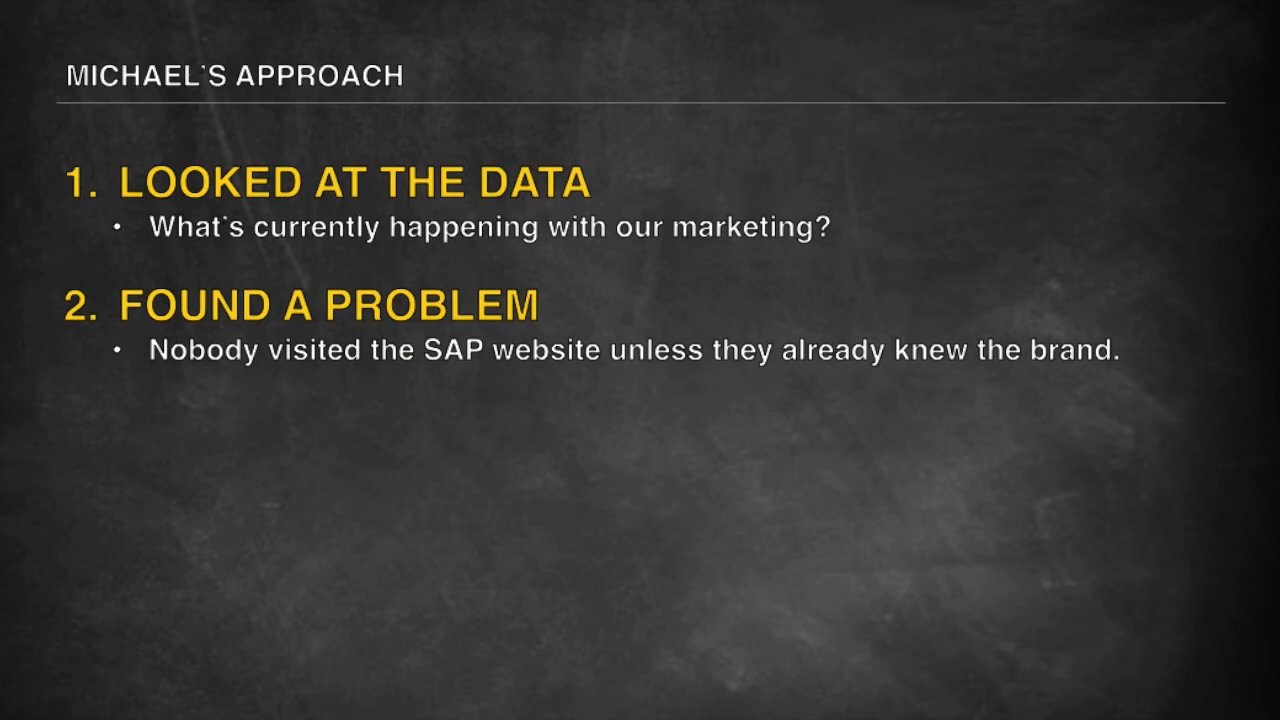 MICHAEL'S APPROACH
1. LOOKED AT THE DATA
• What's currently happening with our marketing?
2. FOUND A PROBLEM
• Nobody visited the SAP website unless they already knew the brand.